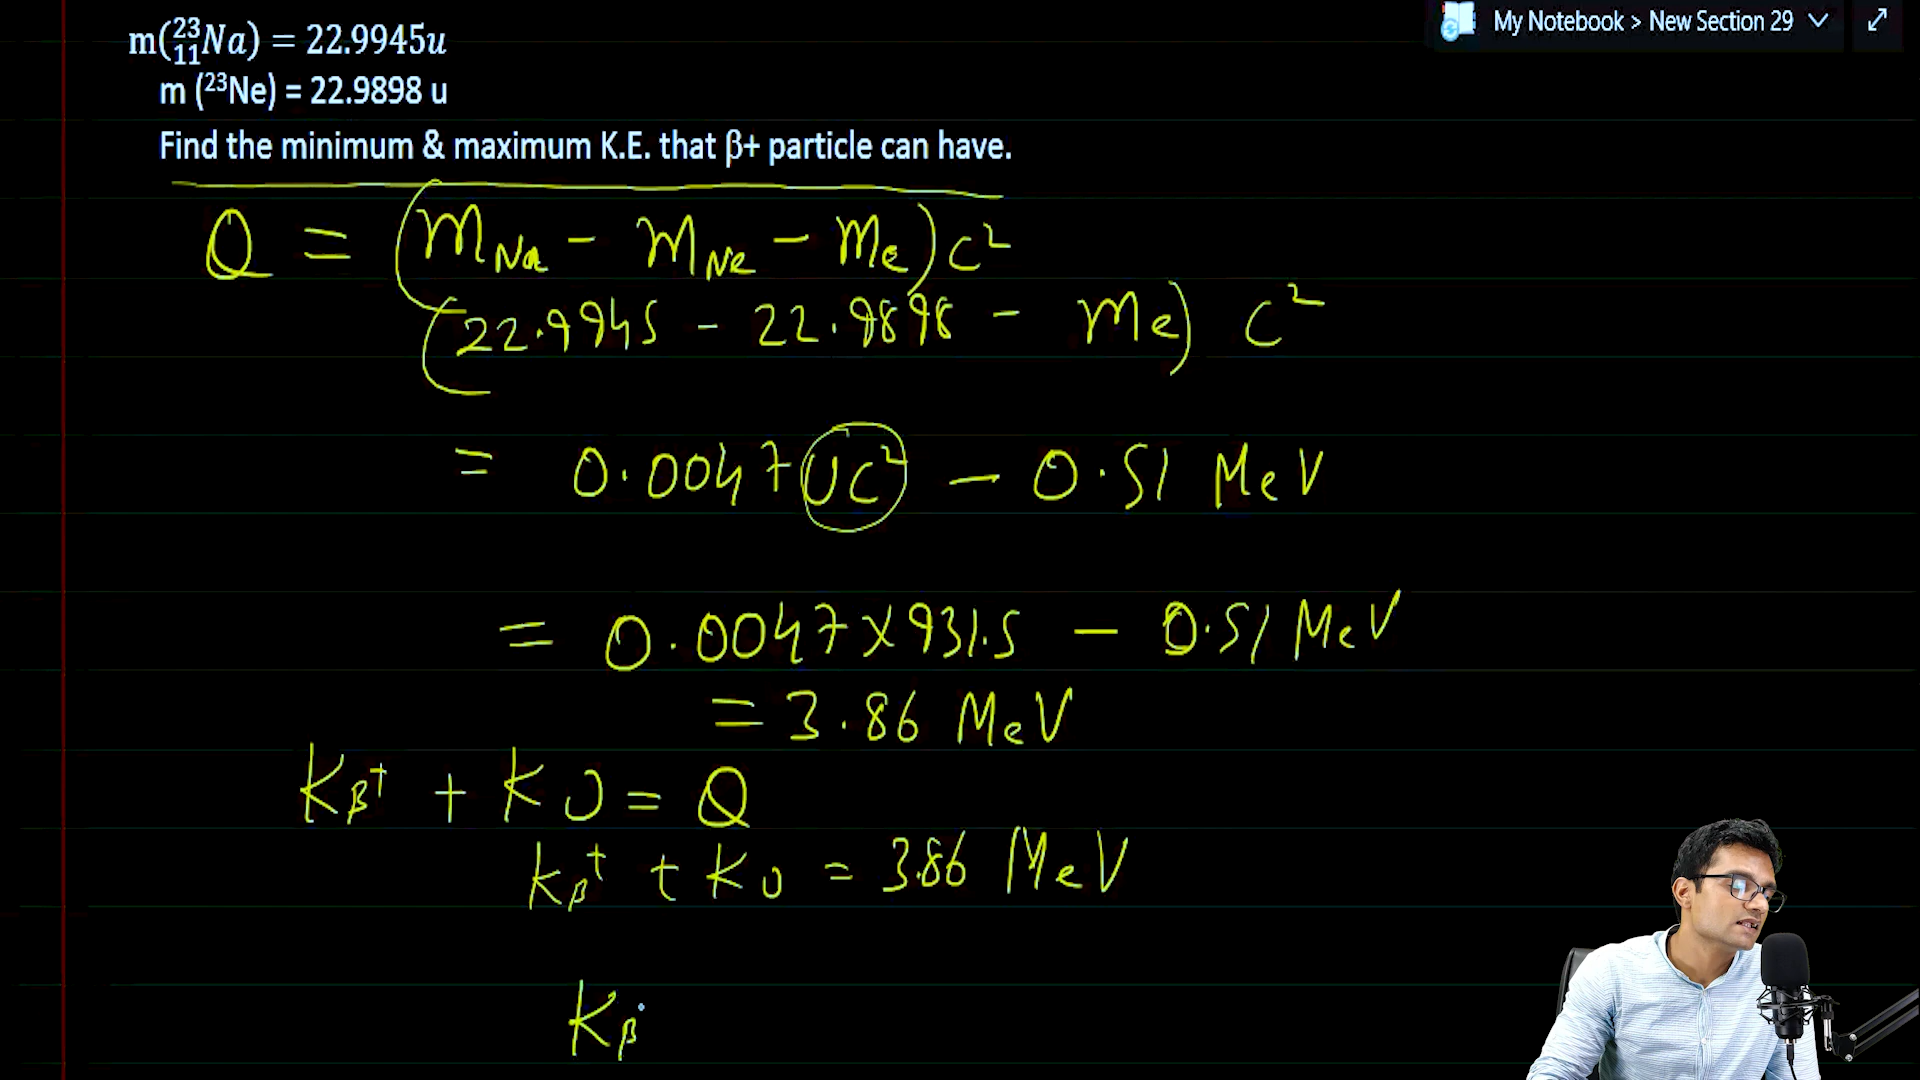 My Notebook > New Section 29
m(²³₁₁Na) = 22.9945u
m (²³Ne) = 22.9898 u
Find the minimum & maximum K.E. that β+ particle can have.
Q = (mNa - mNe - me)c²
(22.9945 - 22.9898 - me) c²
= 0.0047 UC² - 0.51 MeV
= 0.0047 x 931.5 - 0.51 MeV
= 3.86 MeV
Kβ+ + Kυ = Q
Kβ+ + Kυ = 3.86 MeV
Kβ